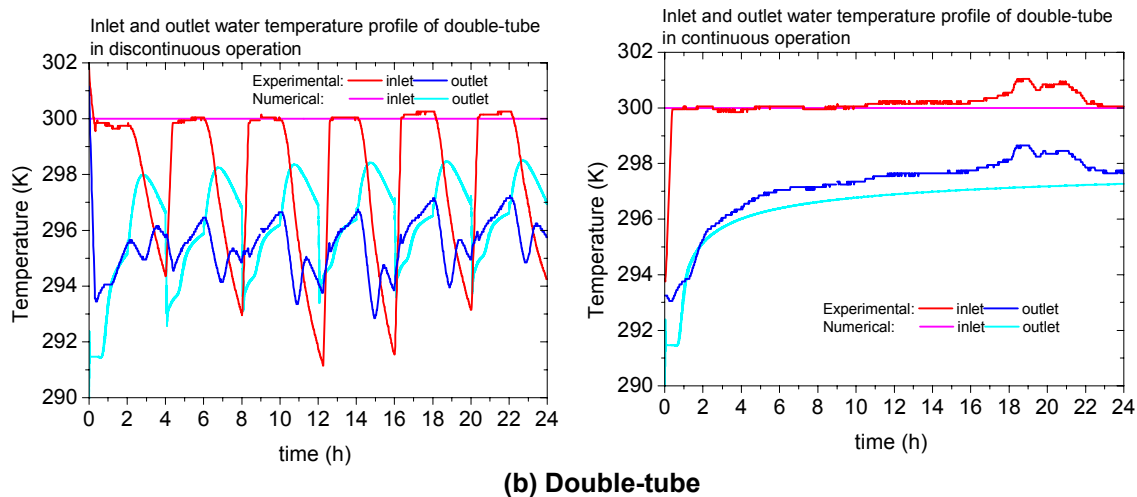 Inlet and outlet water temperature profile of double-tube
in discontinuous operation
Experimental: inlet outlet
Numerical: inlet outlet
Temperature (K)
302
300
298
296
294
292
290
0 2 4 6 8 10 12 14 16 18 20 22 24
time (h)
Inlet and outlet water temperature profile of double-tube
in continuous operation
302
300
298
296
294
292
290
Temperature (K)
Experimental: inlet outlet
Numerical: inlet outlet
0 2 4 6 8 10 12 14 16 18 20 22 24
time (h)
(b) Double-tube